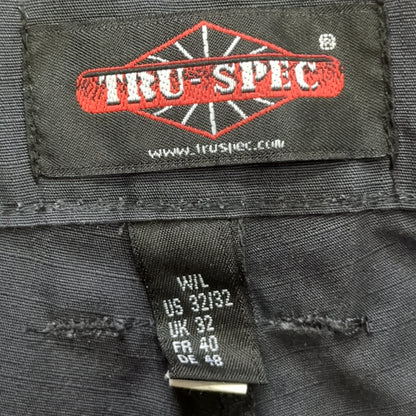 TRU-SPEC ®
www.truspec.com
W/L
US 32/32
UK 32
FR 40
DE 48